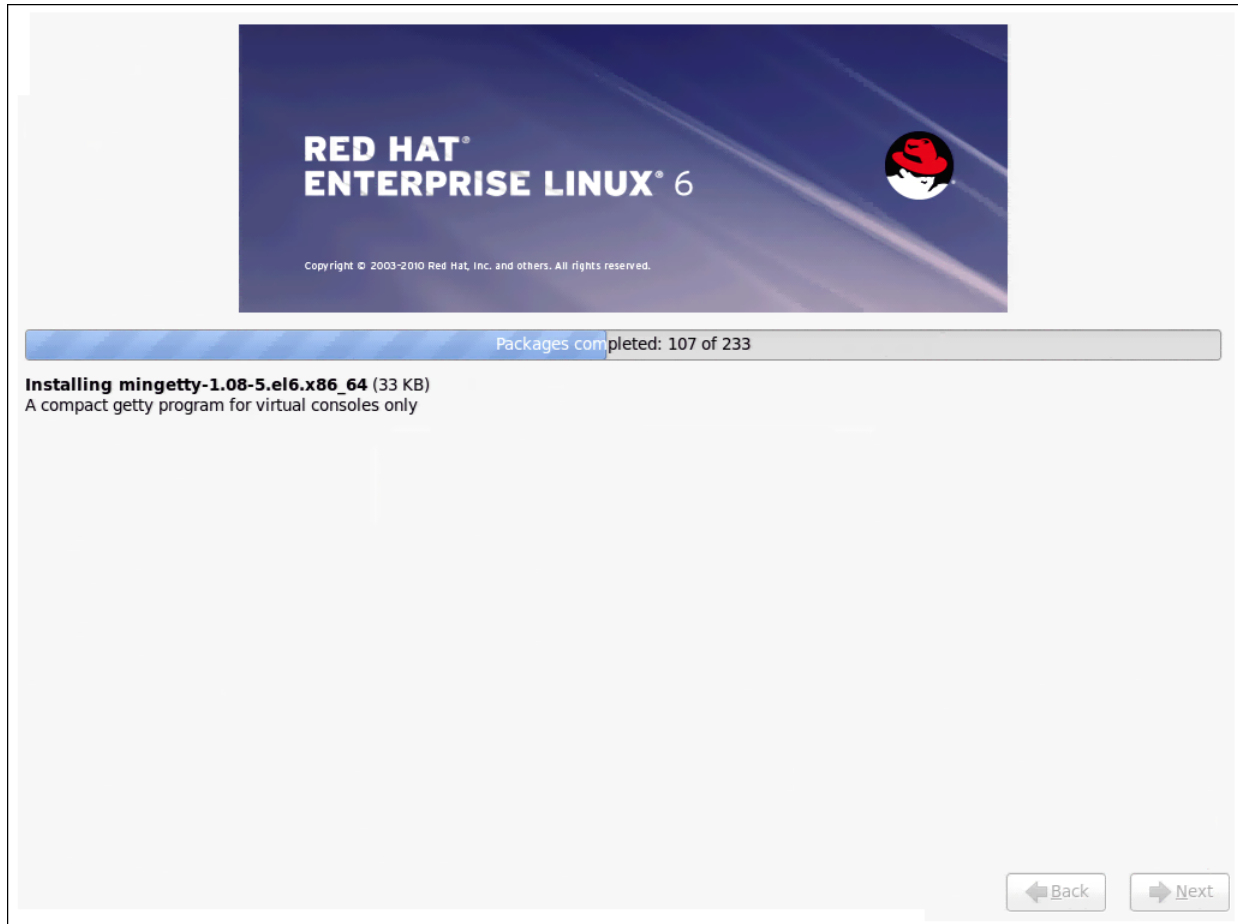 RED HAT®
ENTERPRISE LINUX® 6
Copyright © 2003-2010 Red Hat, Inc. and others. All rights reserved.
Packages completed: 107 of 233
Installing mingetty-1.08-5.el6.x86_64 (33 KB)
A compact getty program for virtual consoles only
Back
Next